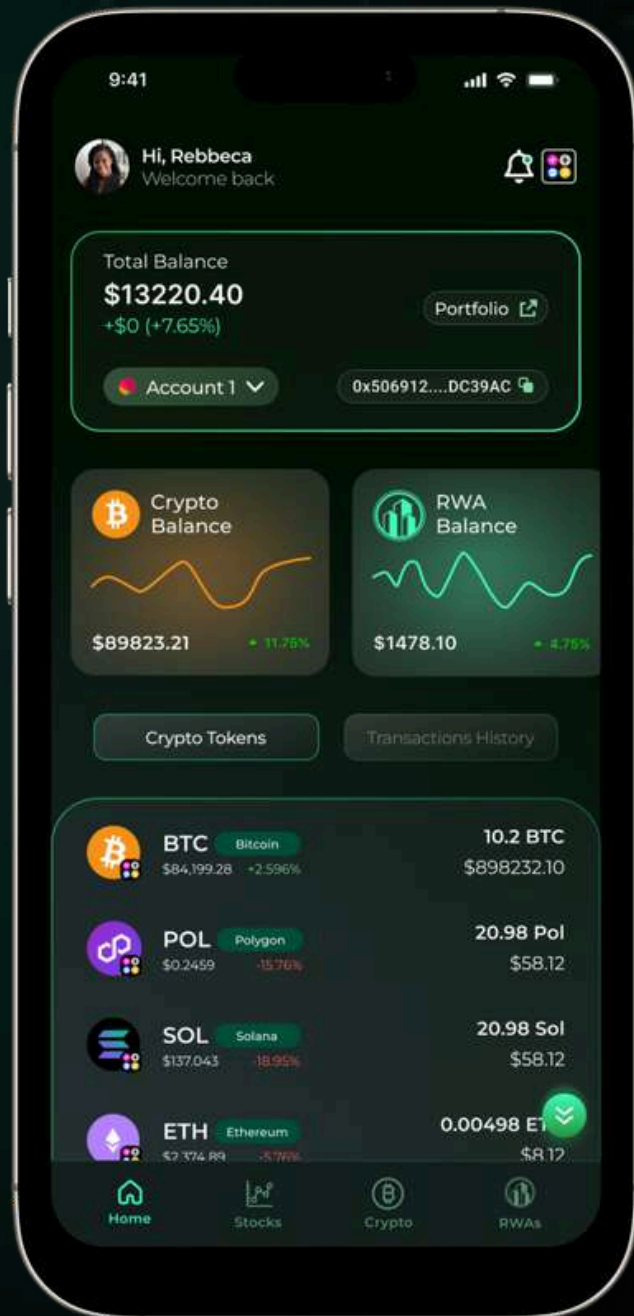 9:41
Hi, Rebbeca
Welcome back
Total Balance
$13220.40
Portfolio
+$0 (+7.65%)
Account 1
0x506912....DC39AC
Crypto
Balance
RWA
Balance
$89823.21
11.76%
$1478.10
4.75%
Crypto Tokens
Transactions History
BTC Bitcoin 10.2 BTC
$84,199.28 +2.596% $898232.10
POL Polygon 20.98 Pol
$0.2459 -15.76% $58.12
SOL Solana 20.98 Sol
$137.043 -18.95% $58.12
ETH Ethereum 0.00498
$2,374.89 -5.76% $8.12
Home
Stocks
Crypto
RWAs